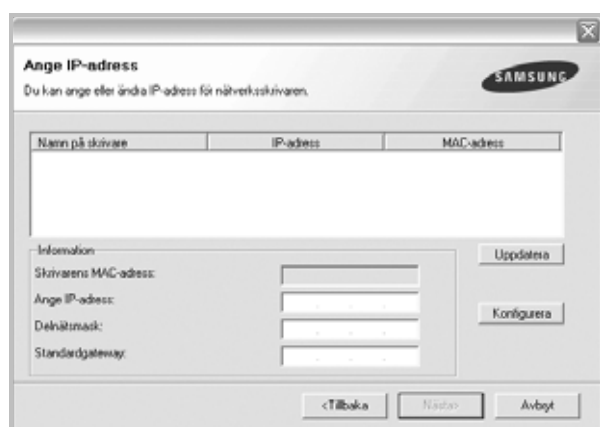 Ange IP-adress
Du kan ange eller ändra IP-adress för nätverksskrivaren.
SAMSUNG
Namn på skrivare IP-adress MAC-adress
Information
Skrivarens MAC-adress:
Uppdatera
Ange IP-adress:
Konfigurera
Delnätsmask:
Standardgateway:
<Tillbaka Nästa> Avbryt